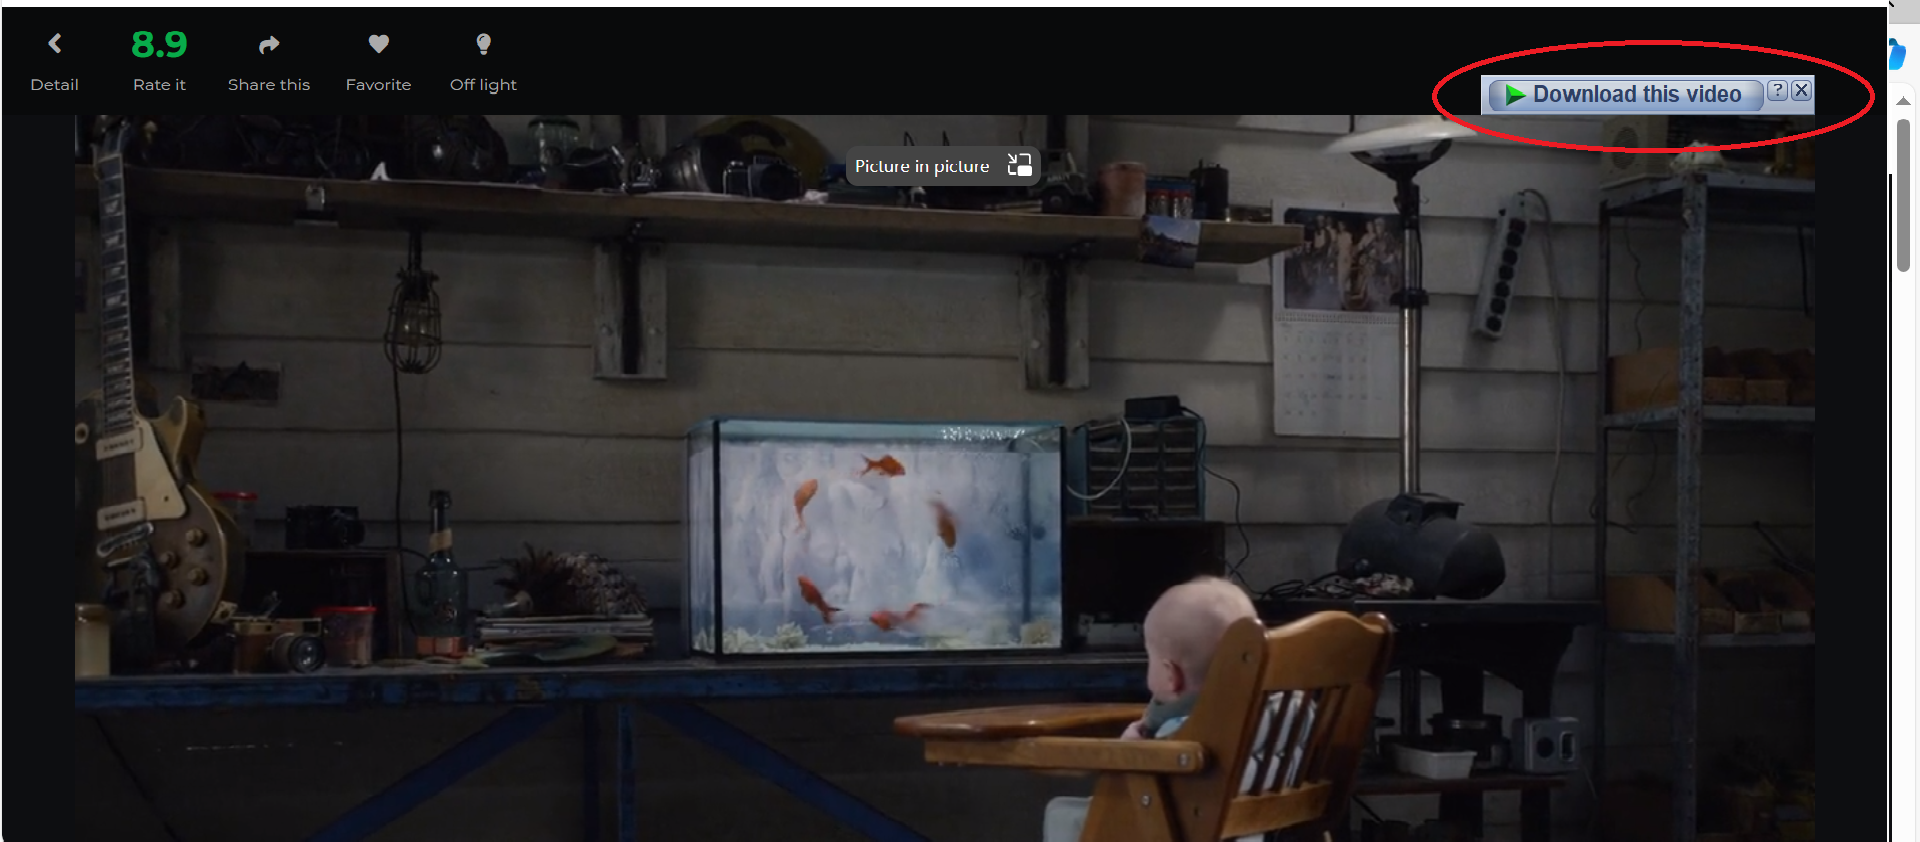 8.9
Detail
Rate it
Share this
Favorite
Off light
Download this video ? X
Picture in picture